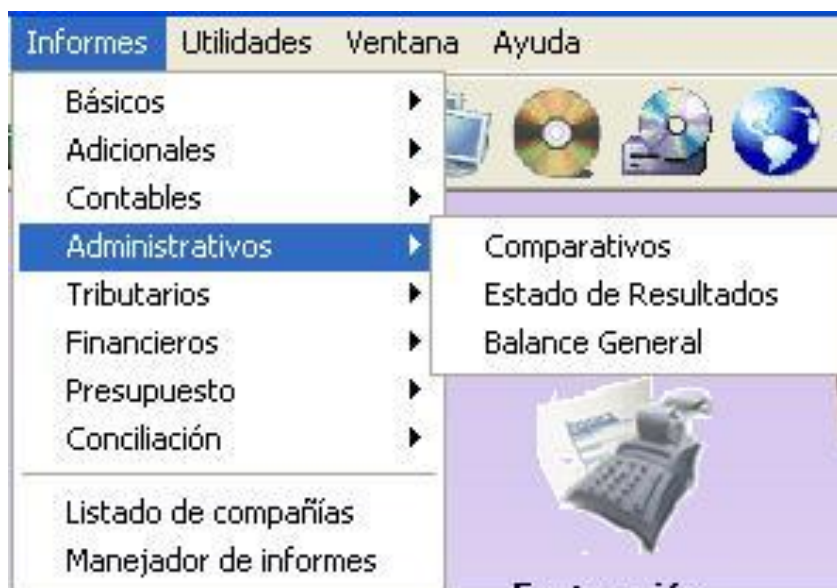 Informes Utilidades Ventana Ayuda
Básicos
Adicionales
Contables
Administrativos
Comparativos
Tributarios
Estado de Resultados
Financieros
Balance General
Presupuesto
Conciliación
Listado de compañías
Manejador de informes